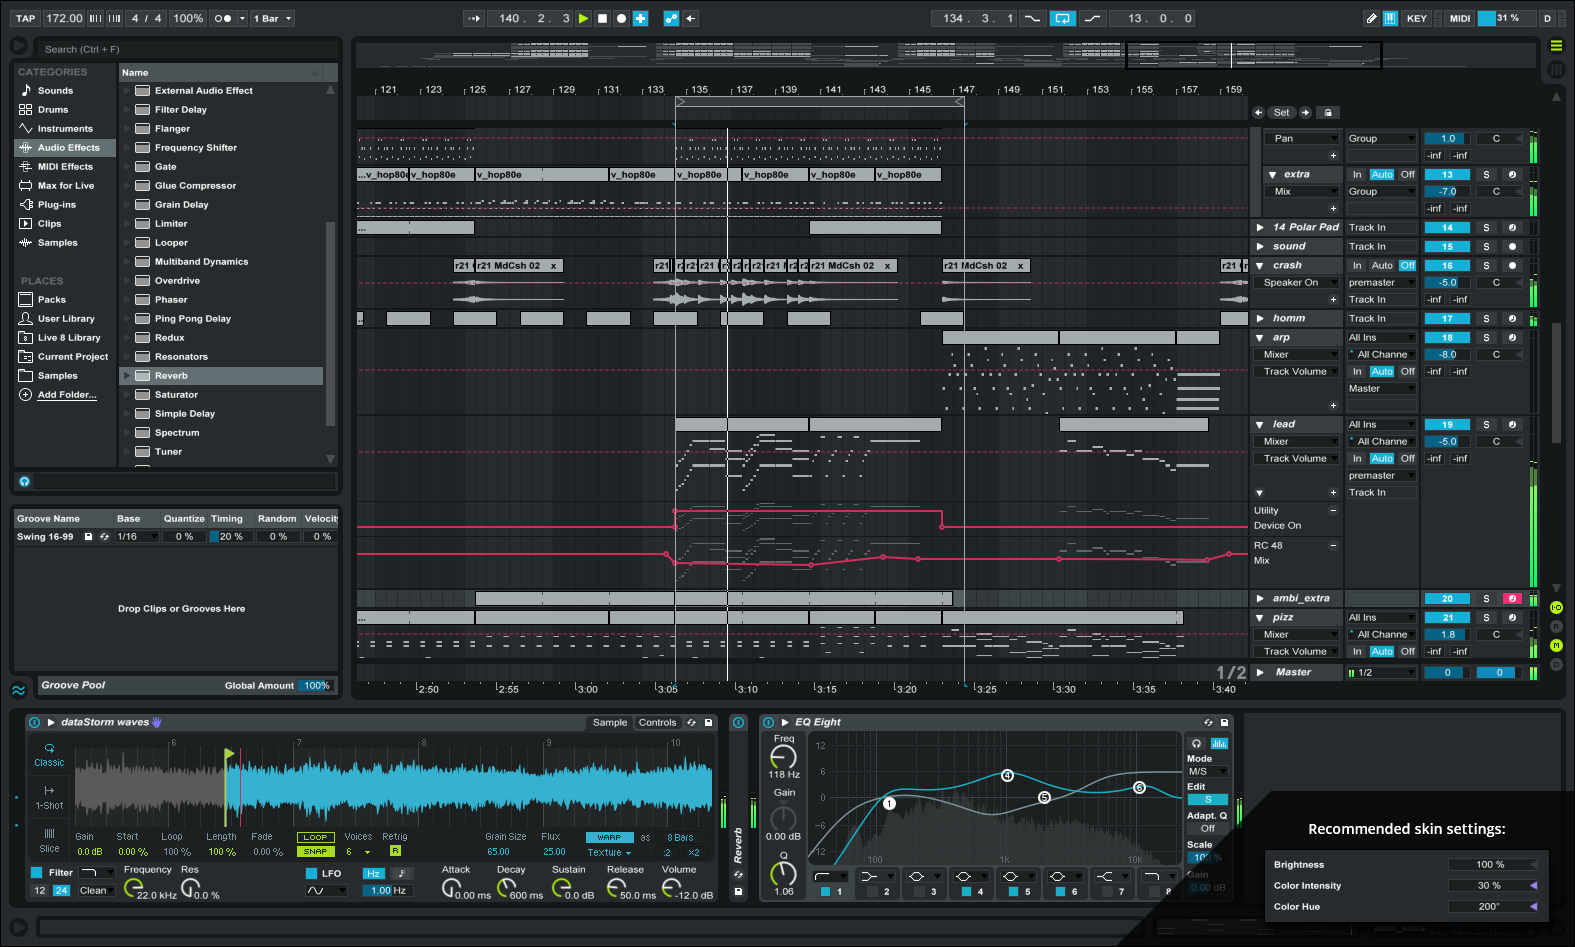 TAP 172.00 4 / 4 100% 1 Bar 140. 2. 3 134. 3. 1 13. 0. 0 KEY MIDI 31 % D
Search (Ctrl + F)
CATEGORIES
Sounds
Drums
Instruments
Audio Effects
MIDI Effects
Max for Live
Plug-ins
Clips
Samples
PLACES
Packs
User Library
Live 8 Library
Current Project
Samples
Add Folder...
Name
External Audio Effect
Filter Delay
Flanger
Frequency Shifter
Gate
Glue Compressor
Grain Delay
Limiter
Looper
Multiband Dynamics
Overdrive
Phaser
Ping Pong Delay
Redux
Resonators
Reverb
Saturator
Simple Delay
Spectrum
Tuner
Groove Name Base Quantize Timing Random Velocity
Swing 16-99 1/16 0 % 20 % 0 % 0 %
Drop Clips or Grooves Here
Groove Pool Global Amount 100%
121 123 125 127 129 131 133 135 137 139 141 143 145 147 149 151 153 155 157 159
Set
...v_hop80e v_hop80e v_hop80e v_hop80e v_hop80e v_hop80e v_hop80e v_hop80e
...
r21 r21 MdCsh 02 x r21 r21 MdCsh 02 x r21 MdCsh 02 x r21
...
1/2
2:50 2:55 3:00 3:05 3:10 3:15 3:20 3:25 3:30 3:35 3:40
Pan Group 1.0 C
-inf -inf
extra In Auto Off 13 S
Mix Group -7.0 C
-inf -inf
14 Polar Pad Track In 14 S
sound Track In 15 S
crash In Auto Off 16 S
Speaker On premaster -5.0 C
Track In -inf -inf
homm Track In 17 S
arp All Ins 18 S
Mixer All Channe -8.0 C
Track Volume In Auto Off -inf -inf
Master
lead All Ins 19 S
Mixer All Channe -5.0 C
Track Volume In Auto Off -inf -inf
premaster
Track In
Utility
Device On
RC 48
Mix
ambi_extra 20 S
pizz All Ins 21 S
Mixer All Channe 1.8 C
Track Volume In Auto Off -inf -inf
Master 1/2 0 0
I·O
R
M
D
dataStorm waves Sample Controls
6 7 8 9 10
Classic
1-Shot
Slice
Gain Start Loop Length Fade LOOP Voices Retrig Grain Size Flux WARP as 8 Bars
0.0 dB 0.00 % 100 % 100 % 0.00 % SNAP 6 R 65.00 25.00 Texture :2 ×2
Filter Frequency Res LFO Hz Attack Decay Sustain Release Volume
12 24 Clean 22.0 kHz 0.0 % 1.00 Hz 0.00 ms 600 ms 0.0 dB 50.0 ms -12.0 dB
Reverb
EQ Eight
Freq
118 Hz
Gain
0.00 dB
Q
1.06
12
6
0
-6
-12
100 1k 10k
1 4 5 6
1 2 3 4 5 6 7 8
Mode
M/S
Edit
S
Adapt. Q
Off
Scale
100 %
Gain
0.00 dB
Recommended skin settings:
Brightness 100 %
Color Intensity 30 %
Color Hue 200°
ambi_extra